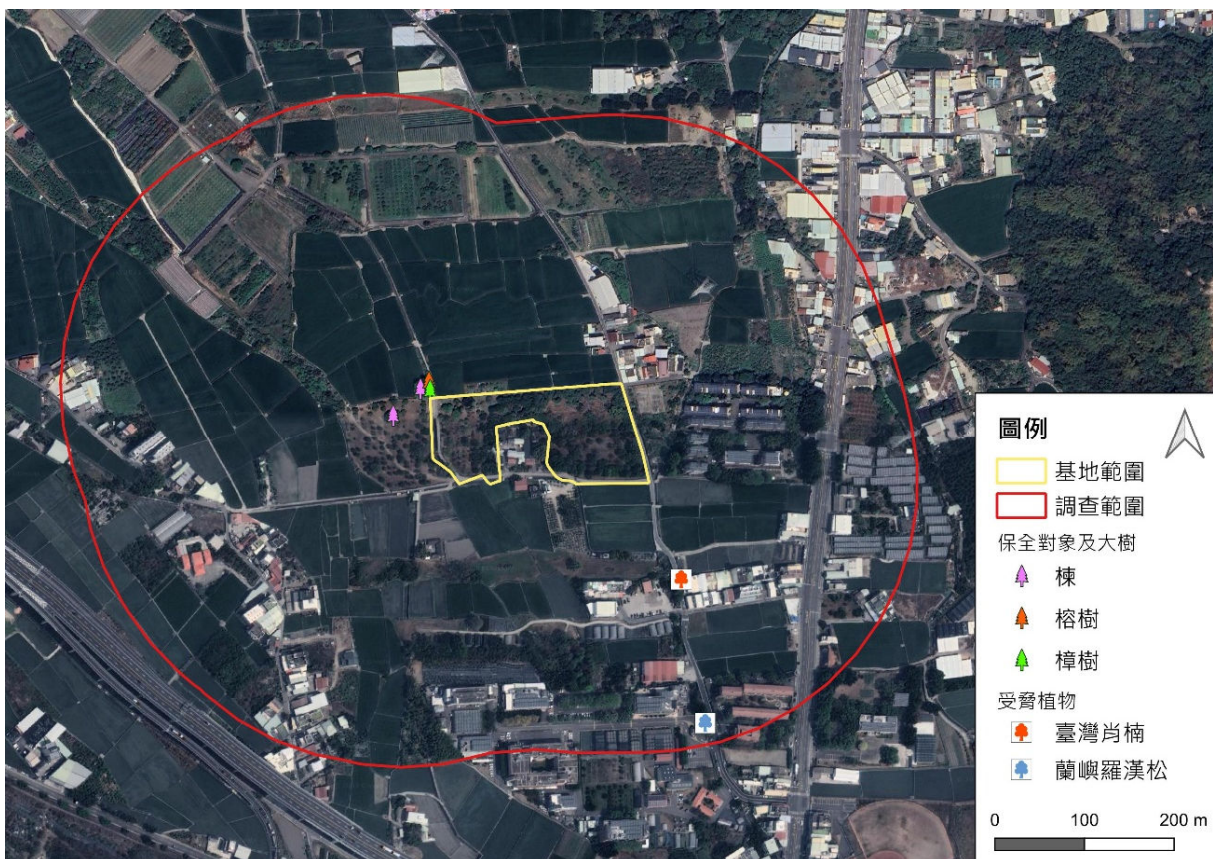 圖例
基地範圍
調查範圍
保全對象及大樹
楝
榕樹
樟樹
受脅植物
臺灣肖楠
蘭嶼羅漢松
0 100 200 m